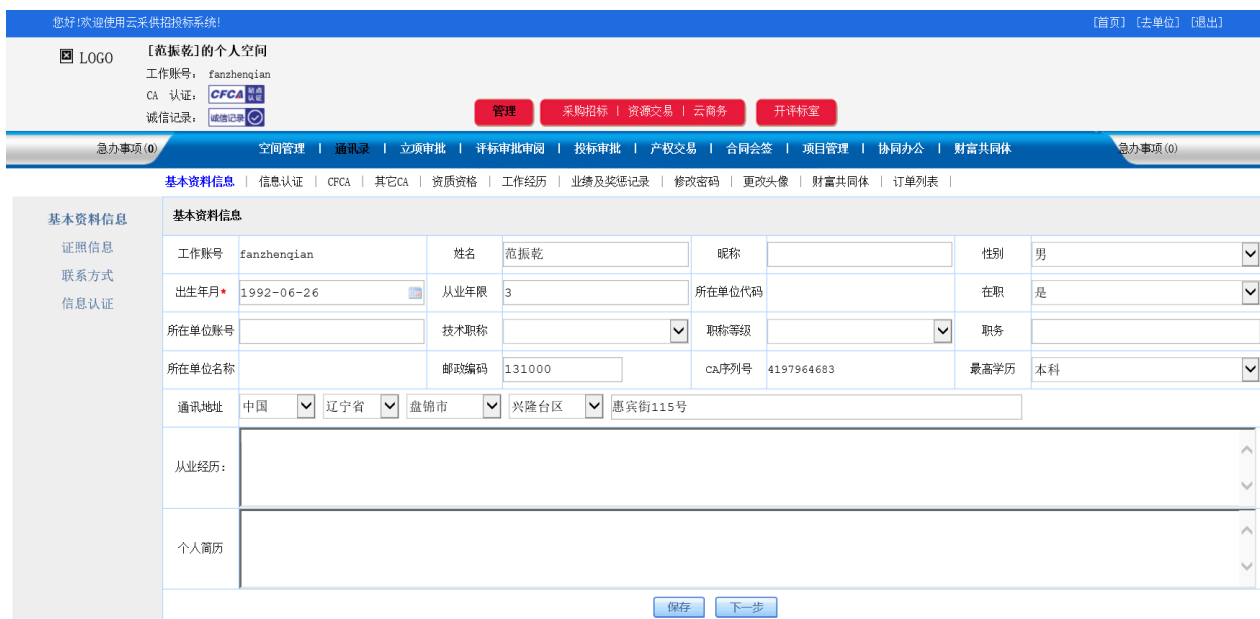 您好!欢迎使用云采供招投标系统! [首页] [去单位] [退出]
LOGO
[范振乾]的个人空间
工作账号: fanzhenqian
CA 认证: CFCA 站点认证
诚信记录: 诚信记录
管理 采购招标 | 资源交易 | 云商务 开评标室
急办事项(0) 空间管理 | 通讯录 | 立项审批 | 评标审批审阅 | 投标审批 | 产权交易 | 合同会签 | 项目管理 | 协同办公 | 财富共同体 急办事项(0)
基本资料信息 | 信息认证 | CFCA | 其它CA | 资质资格 | 工作经历 | 业绩及奖惩记录 | 修改密码 | 更改头像 | 财富共同体 | 订单列表 |
基本资料信息
证照信息
联系方式
信息认证
基本资料信息
工作账号 fanzhenqian 姓名 范振乾 昵称 性别 男
出生年月* 1992-06-26 从业年限 3 所在单位代码 在职 是
所在单位账号 技术职称 职称等级 职务
所在单位名称 邮政编码 131000 CA序列号 4197964683 最高学历 本科
通讯地址 中国 辽宁省 盘锦市 兴隆台区 惠宾街115号
从业经历:
个人简历
保存 下一步